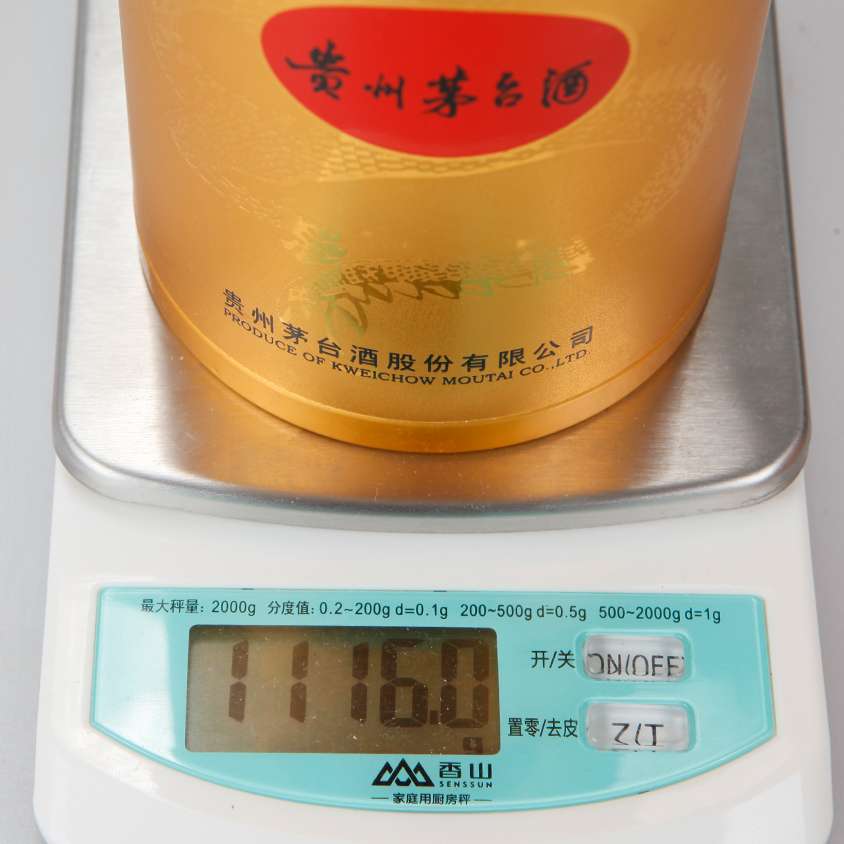 贵州茅台酒
贵州茅台酒股份有限公司
PRODUCE OF KWEICHOW MOUTAI CO.,LTD.
最大秤量: 2000g 分度值: 0.2~200g d=0.1g 200~500g d=0.5g 500~2000g d=1g
1116.0
g
开/关 ON/OFF
置零/去皮 Z/T
香山
SENSSUN
家庭用厨房秤